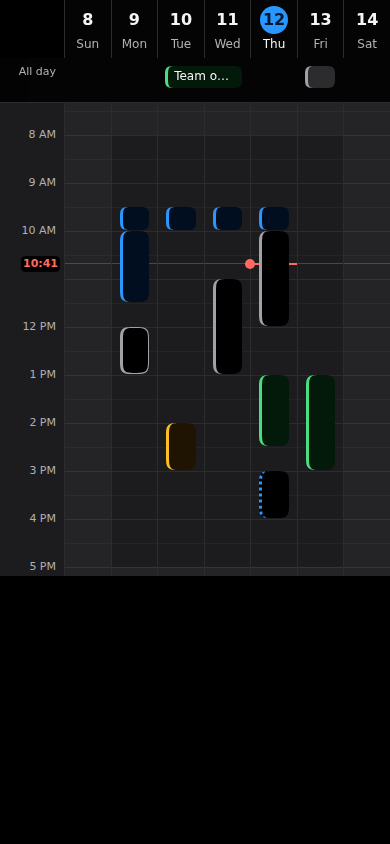 8 9 10 11 12 13 14
Sun Mon Tue Wed Thu Fri Sat
All day
Team o...
8 AM
9 AM
10 AM
10:41
12 PM
1 PM
2 PM
3 PM
4 PM
5 PM